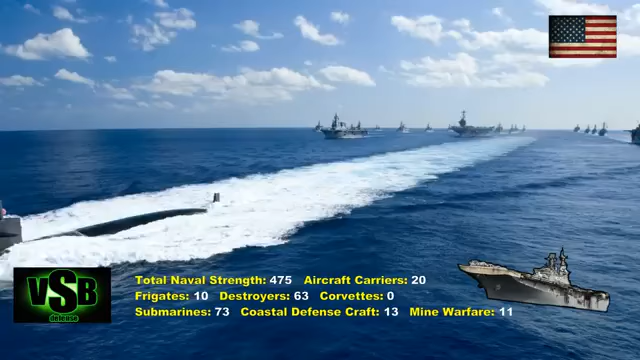 Total Naval Strength: 475 Aircraft Carriers: 20
Frigates: 10 Destroyers: 63 Corvettes: 0
Submarines: 73 Coastal Defense Craft: 13 Mine Warfare: 11
VSB
defense